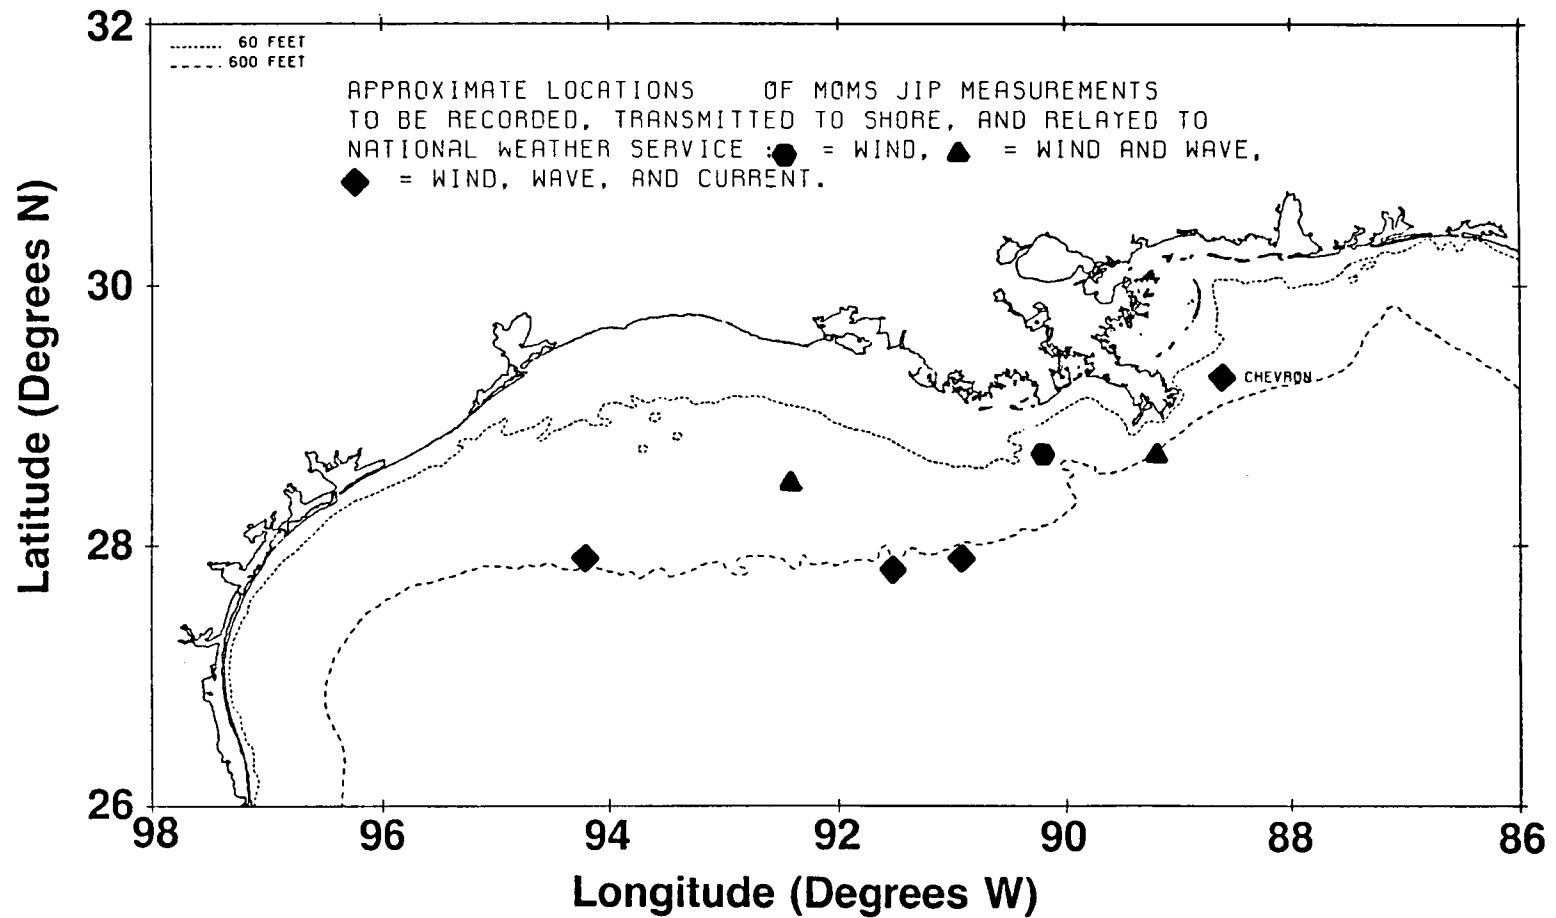 32
60 FEET
600 FEET
APPROXIMATE LOCATIONS OF MOMS JIP MEASUREMENTS
TO BE RECORDED, TRANSMITTED TO SHORE, AND RELAYED TO
NATIONAL WEATHER SERVICE : = WIND, = WIND AND WAVE,
= WIND, WAVE, AND CURRENT.
30
CHEVRON
28
26
Latitude (Degrees N)
98 96 94 92 90 88 86
Longitude (Degrees W)